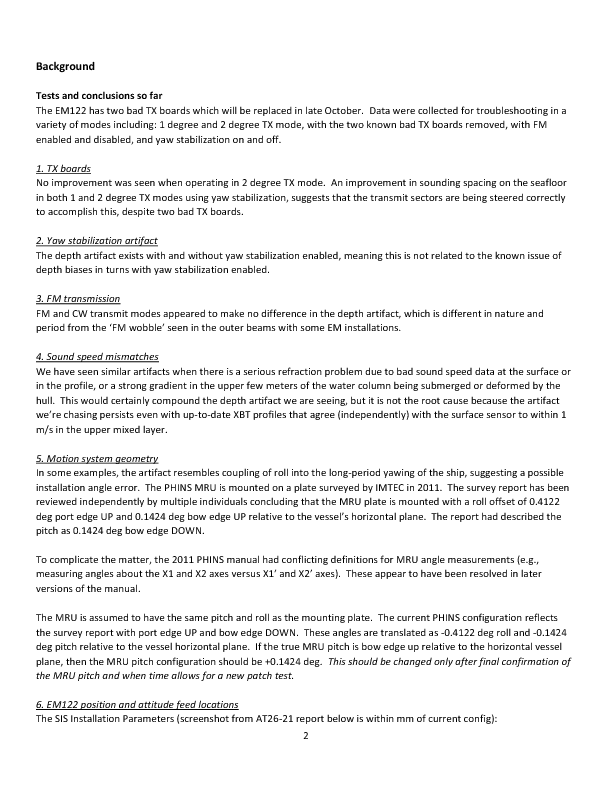 Background
Tests and conclusions so far
The EM122 has two bad TX boards which will be replaced in late October.  Data were collected for troubleshooting in a
variety of modes including: 1 degree and 2 degree TX mode, with the two known bad TX boards removed, with FM
enabled and disabled, and yaw stabilization on and off.
1. TX boards
No improvement was seen when operating in 2 degree TX mode.  An improvement in sounding spacing on the seafloor
in both 1 and 2 degree TX modes using yaw stabilization, suggests that the transmit sectors are being steered correctly
to accomplish this, despite two bad TX boards.
2. Yaw stabilization artifact
The depth artifact exists with and without yaw stabilization enabled, meaning this is not related to the known issue of
depth biases in turns with yaw stabilization enabled.
3. FM transmission
FM and CW transmit modes appeared to make no difference in the depth artifact, which is different in nature and
period from the ‘FM wobble’ seen in the outer beams with some EM installations.
4. Sound speed mismatches
We have seen similar artifacts when there is a serious refraction problem due to bad sound speed data at the surface or
in the profile, or a strong gradient in the upper few meters of the water column being submerged or deformed by the
hull.  This would certainly compound the depth artifact we are seeing, but it is not the root cause because the artifact
we’re chasing persists even with up-to-date XBT profiles that agree (independently) with the surface sensor to within 1
m/s in the upper mixed layer.
5. Motion system geometry
In some examples, the artifact resembles coupling of roll into the long-period yawing of the ship, suggesting a possible
installation angle error.  The PHINS MRU is mounted on a plate surveyed by IMTEC in 2011.  The survey report has been
reviewed independently by multiple individuals concluding that the MRU plate is mounted with a roll offset of 0.4122
deg port edge UP and 0.1424 deg bow edge UP relative to the vessel’s horizontal plane.  The report had described the
pitch as 0.1424 deg bow edge DOWN.
To complicate the matter, the 2011 PHINS manual had conflicting definitions for MRU angle measurements (e.g.,
measuring angles about the X1 and X2 axes versus X1’ and X2’ axes).  These appear to have been resolved in later
versions of the manual.
The MRU is assumed to have the same pitch and roll as the mounting plate.  The current PHINS configuration reflects
the survey report with port edge UP and bow edge DOWN.  These angles are translated as -0.4122 deg roll and -0.1424
deg pitch relative to the vessel horizontal plane.  If the true MRU pitch is bow edge up relative to the horizontal vessel
plane, then the MRU pitch configuration should be +0.1424 deg.  This should be changed only after final confirmation of
the MRU pitch and when time allows for a new patch test.
6. EM122 position and attitude feed locations
The SIS Installation Parameters (screenshot from AT26-21 report below is within mm of current config):
2